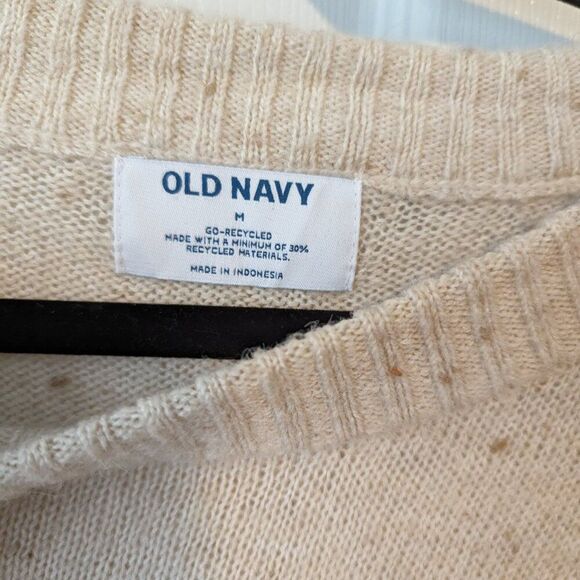 OLD NAVY
M
GO-RECYCLED
MADE WITH A MINIMUM OF 30%
RECYCLED MATERIALS.
MADE IN INDONESIA